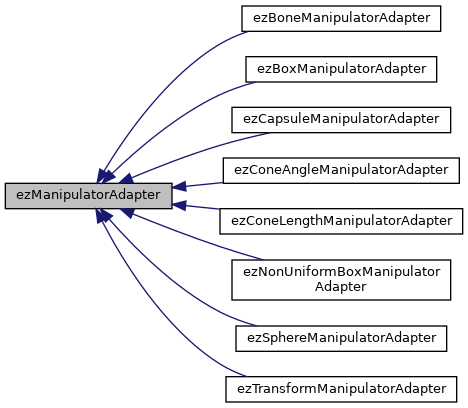 ezBoneManipulatorAdapter
ezBoxManipulatorAdapter
ezCapsuleManipulatorAdapter
ezConeAngleManipulatorAdapter
ezManipulatorAdapter
ezConeLengthManipulatorAdapter
ezNonUniformBoxManipulator
Adapter
ezSphereManipulatorAdapter
ezTransformManipulatorAdapter